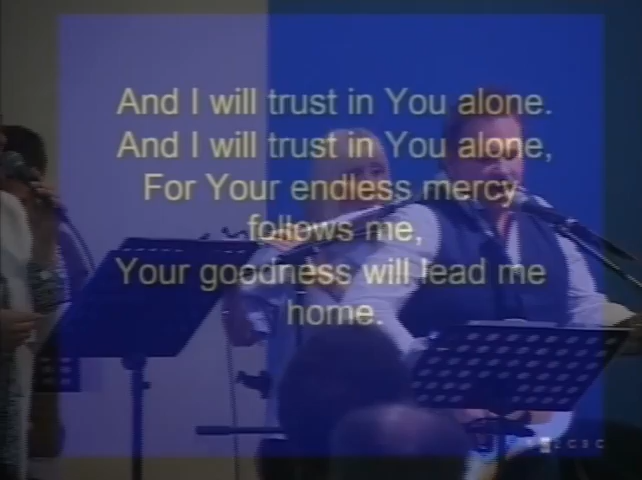 And I will trust in You alone.
And I will trust in You alone,
For Your endless mercy
follows me,
Your goodness will lead me
home.